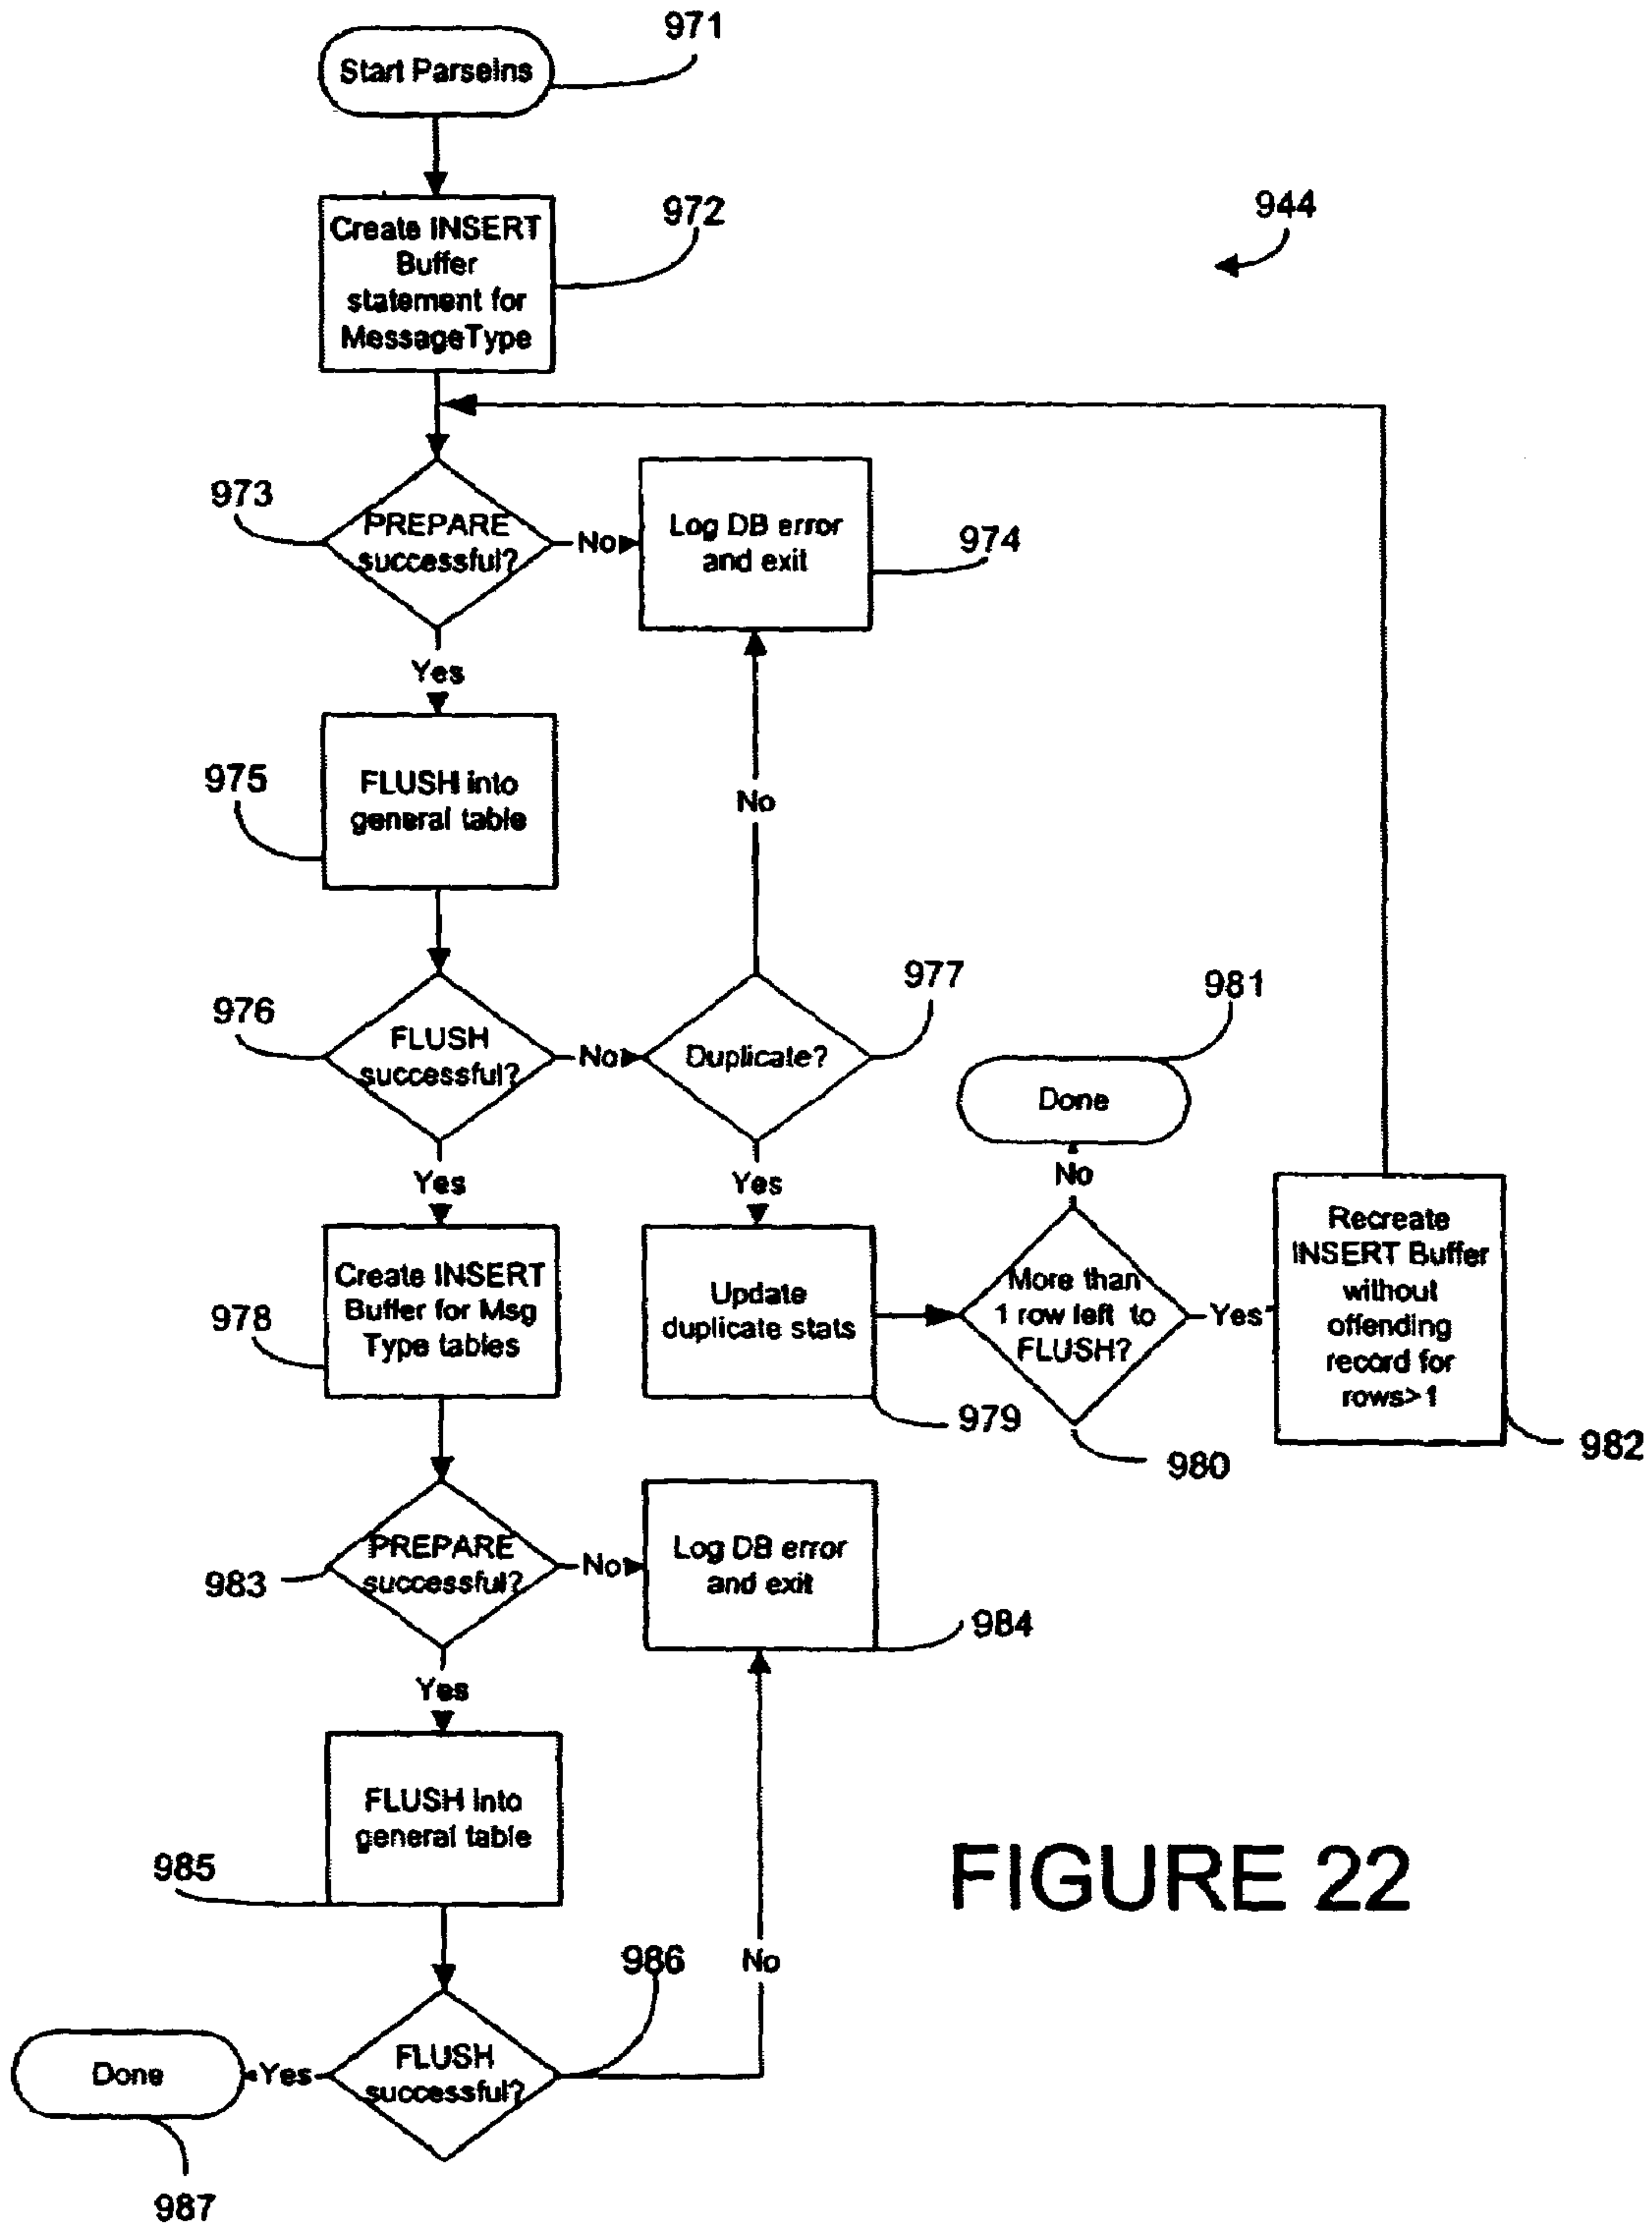 971
Start ParseIns
972
Create INSERT
Buffer
statement for
MessageType
944
973
PREPARE
successful?
No
Log DB error
and exit
974
Yes
975
FLUSH into
general table
No
976
FLUSH
successful?
No
Duplicate?
977
981
Done
No
Yes
Yes
978
Create INSERT
Buffer for Msg
Type tables
Update
duplicate stats
979
More than
1 row left to
FLUSH?
980
Yes
Recreate
INSERT Buffer
without
offending
record for
rows>1
982
983
PREPARE
successful?
No
Log DB error
and exit
984
Yes
985
FLUSH into
general table
FIGURE 22
986
No
FLUSH
successful?
Yes
Done
987